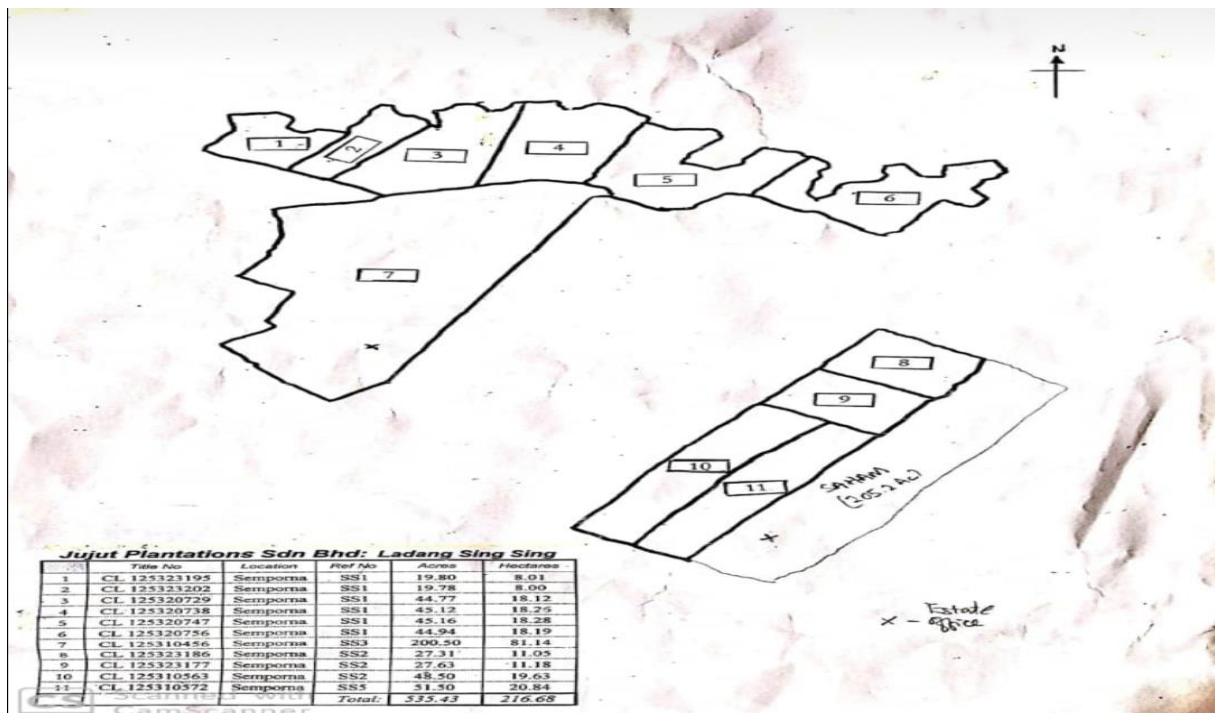 N
1
2
3
4
5
6
7
8
9
10
11
SAHAM
(205.2 Ac)
Jujut Plantations Sdn Bhd: Ladang Sing Sing
Title No Location Ref No Acres Hectares
1 CL 125323195 Semporna SS1 19.80 8.01
2 CL 125323202 Semporna SS1 19.78 8.00
3 CL 125320729 Semporna SS1 44.77 18.12
4 CL 125320738 Semporna SS1 45.12 18.26
5 CL 125320747 Semporna SS1 45.16 18.28
6 CL 125320756 Semporna SS1 44.94 18.19
7 CL 125310456 Semporna SS3 200.50 81.14
8 CL 125323186 Semporna SS2 27.31 11.05
9 CL 125323177 Semporna SS2 27.63 11.18
10 CL 125310563 Semporna SS2 48.50 19.63
11 CL 125310572 Semporna SS5 51.50 20.84
Total: 535.43 216.68
x - Estate
office
CS Scanned with
CamScanner